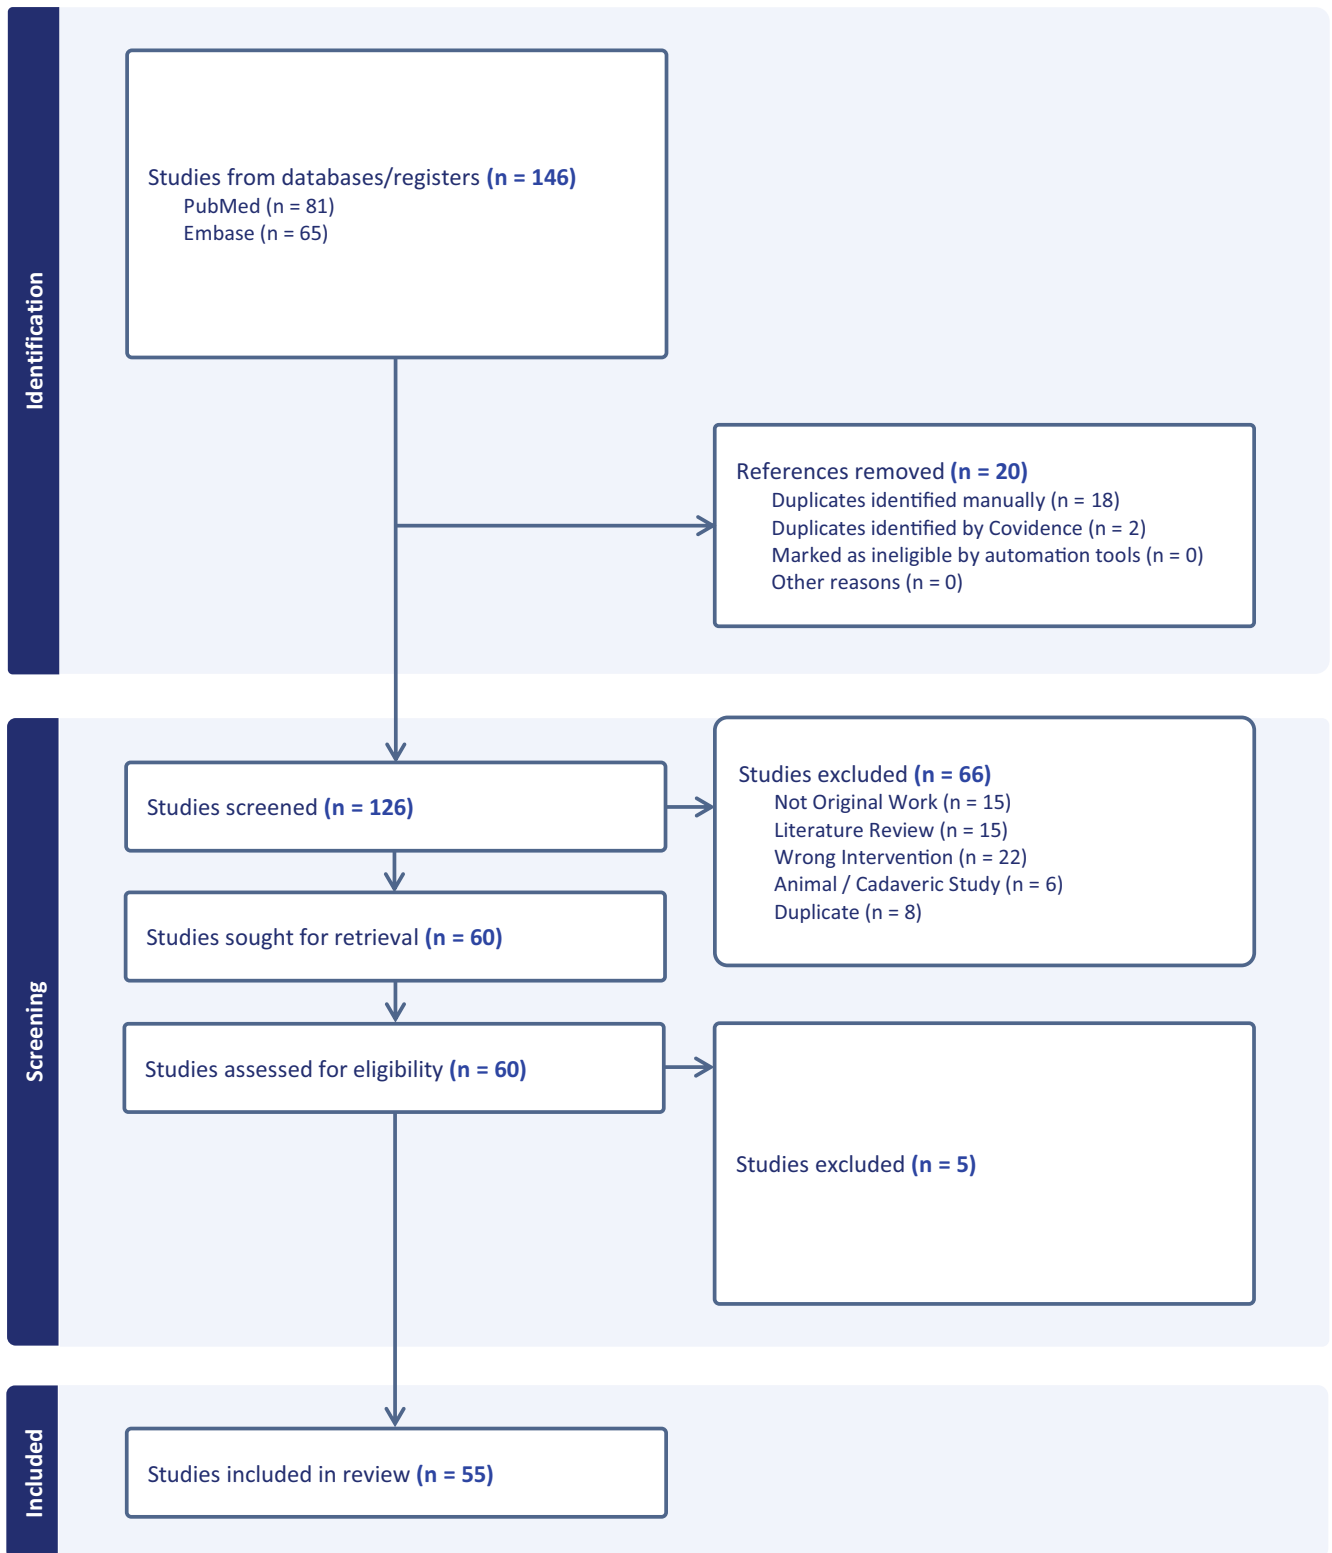 Identification
Studies from databases/registers (n = 146)
PubMed (n = 81)
Embase (n = 65)
References removed (n = 20)
Duplicates identified manually (n = 18)
Duplicates identified by Covidence (n = 2)
Marked as ineligible by automation tools (n = 0)
Other reasons (n = 0)
Screening
Studies screened (n = 126)
Studies excluded (n = 66)
Not Original Work (n = 15)
Literature Review (n = 15)
Wrong Intervention (n = 22)
Animal / Cadaveric Study (n = 6)
Duplicate (n = 8)
Studies sought for retrieval (n = 60)
Studies assessed for eligibility (n = 60)
Studies excluded (n = 5)
Included
Studies included in review (n = 55)